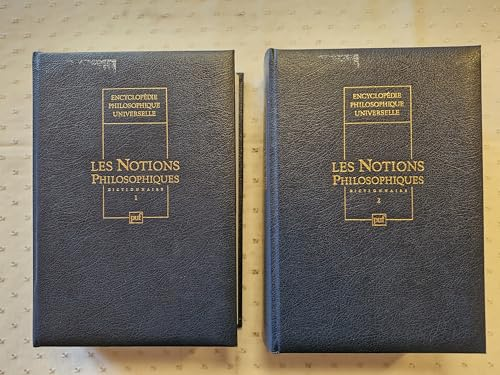 ENCYCLOPÉDIE
PHILOSOPHIQUE
UNIVERSELLE
LES NOTIONS
PHILOSOPHIQUES
DICTIONNAIRE
1
puf
ENCYCLOPÉDIE
PHILOSOPHIQUE
UNIVERSELLE
LES NOTIONS
PHILOSOPHIQUES
DICTIONNAIRE
2
puf